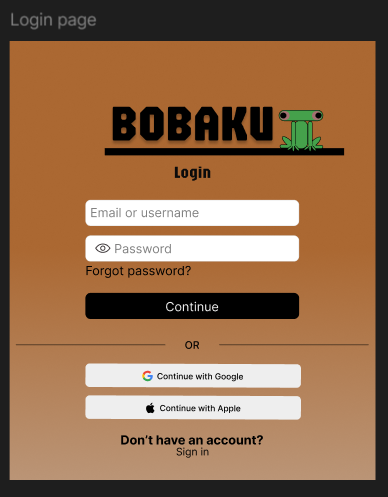 Login page
BOBAKU
Login
Email or username
Password
Forgot password?
Continue
OR
Continue with Google
Continue with Apple
Don't have an account?
Sign in